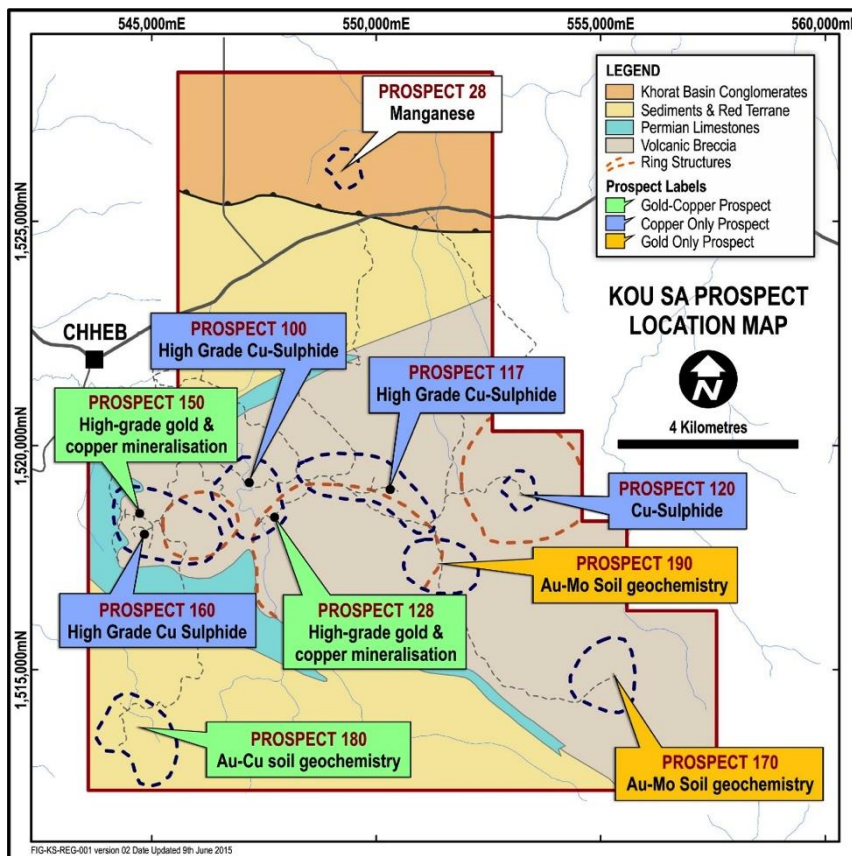 545,000mE
550,000mE
555,000mE
560,000mE
PROSPECT 28
Manganese
LEGEND
Khorat Basin Conglomerates
Sediments & Red Terrane
Permian Limestones
Volcanic Breccia
Ring Structures
Prospect Labels
Gold-Copper Prospect
Copper Only Prospect
Gold Only Prospect
1,525,000mN
KOU SA PROSPECT
LOCATION MAP
N
4 Kilometres
CHHEB
PROSPECT 100
High Grade Cu-Sulphide
PROSPECT 117
High Grade Cu-Sulphide
PROSPECT 150
High-grade gold &
copper mineralisation
1,520,000mN
PROSPECT 120
Cu-Sulphide
PROSPECT 190
Au-Mo Soil geochemistry
PROSPECT 160
High Grade Cu Sulphide
PROSPECT 128
High-grade gold &
copper mineralisation
1,515,000mN
PROSPECT 180
Au-Cu soil geochemistry
PROSPECT 170
Au-Mo Soil geochemistry
FIG-KS-REG-001 version 02 Date Updated 9th June 2015